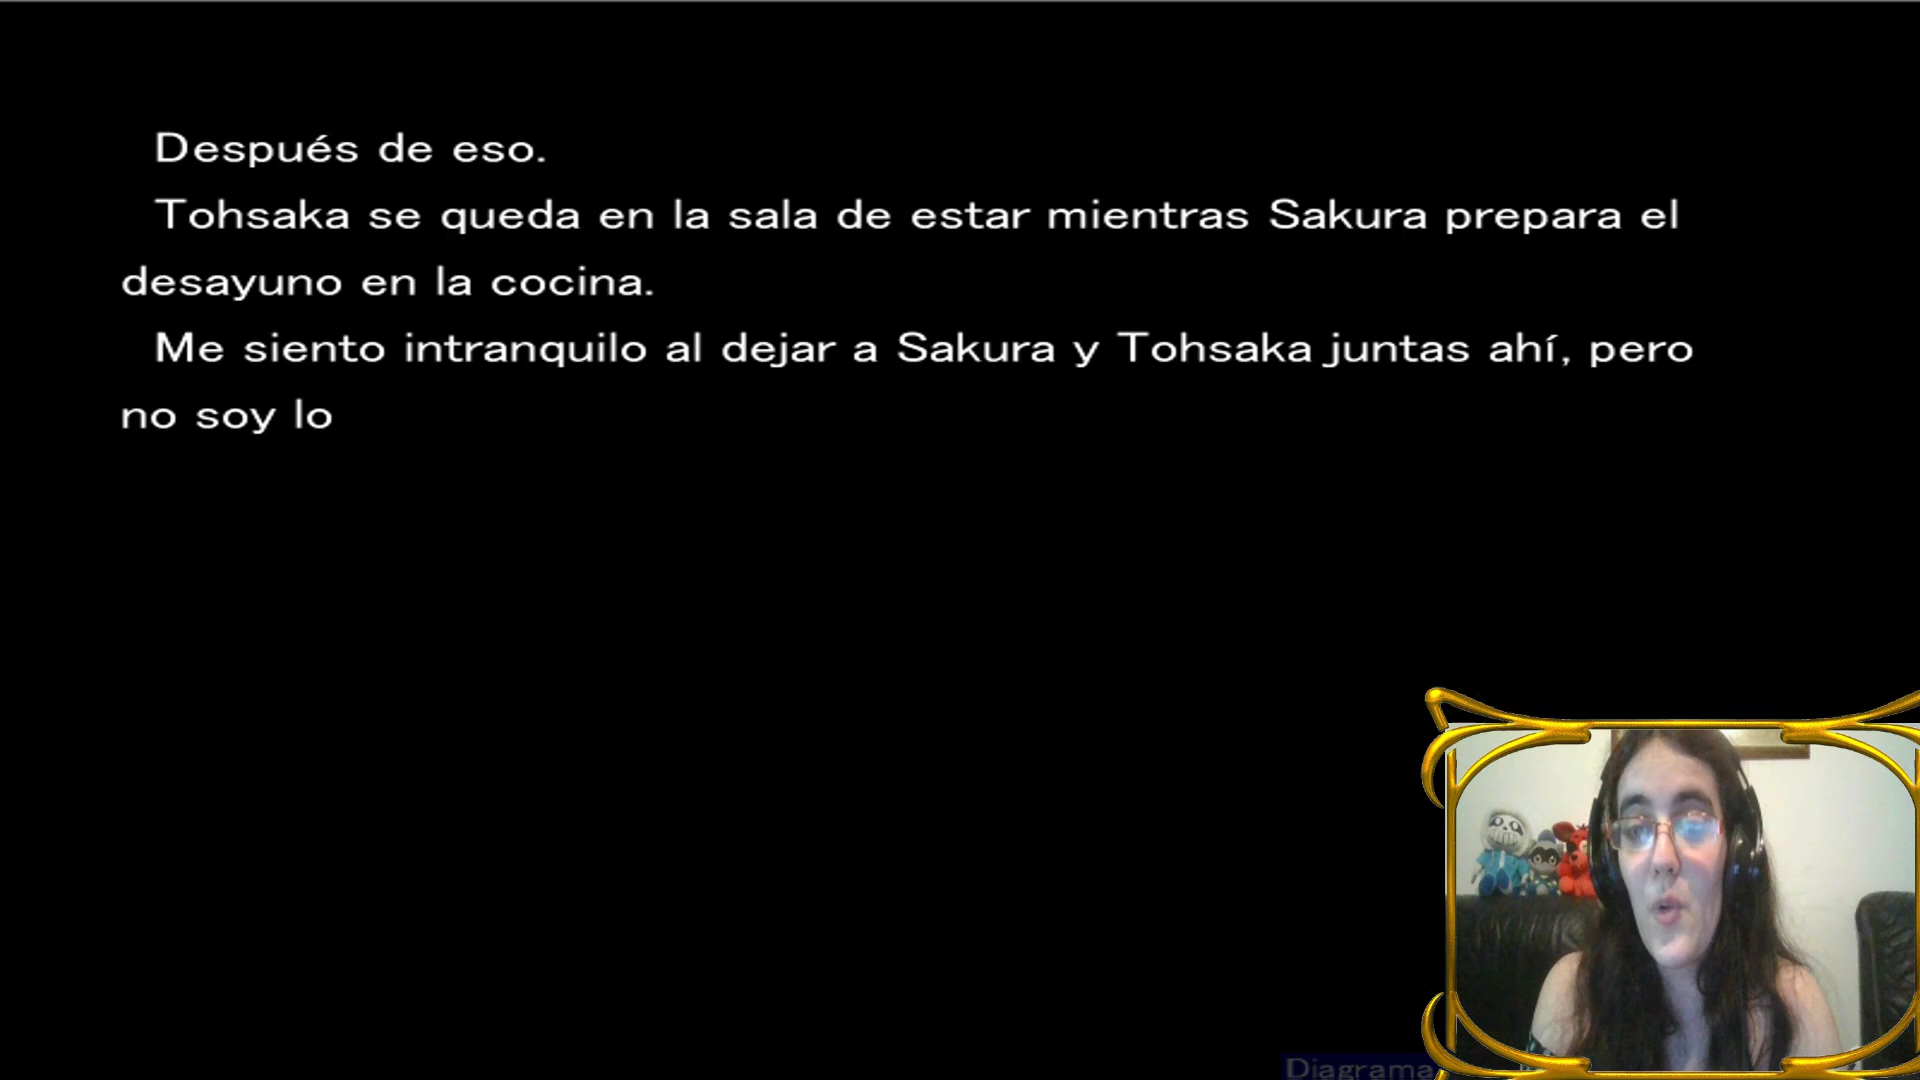 Después de eso.
Tohsaka se queda en la sala de estar mientras Sakura prepara el
desayuno en la cocina.
Me siento intranquilo al dejar a Sakura y Tohsaka juntas ahí, pero
no soy lo
Diagrama